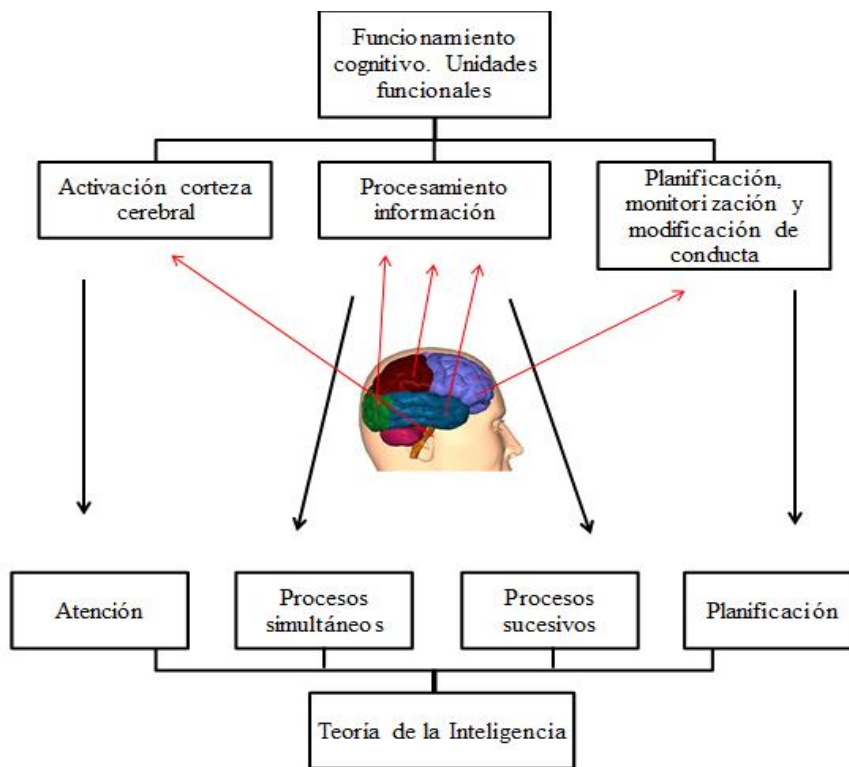 Funcionamiento
cognitivo. Unidades
funcionales
Activación corteza
cerebral
Procesamiento
información
Planificación,
monitorización y
modificación de
conducta
Atención
Procesos
simultáneos
Procesos
sucesivos
Planificación
Teoría de la Inteligencia